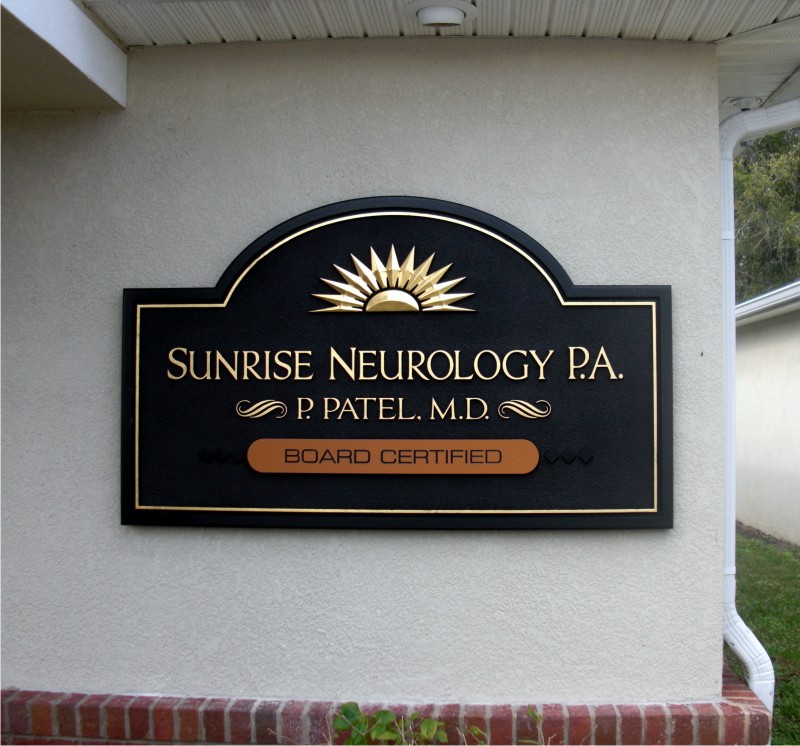 SUNRISE NEUROLOGY P.A.
P. PATEL, M.D.
BOARD CERTIFIED